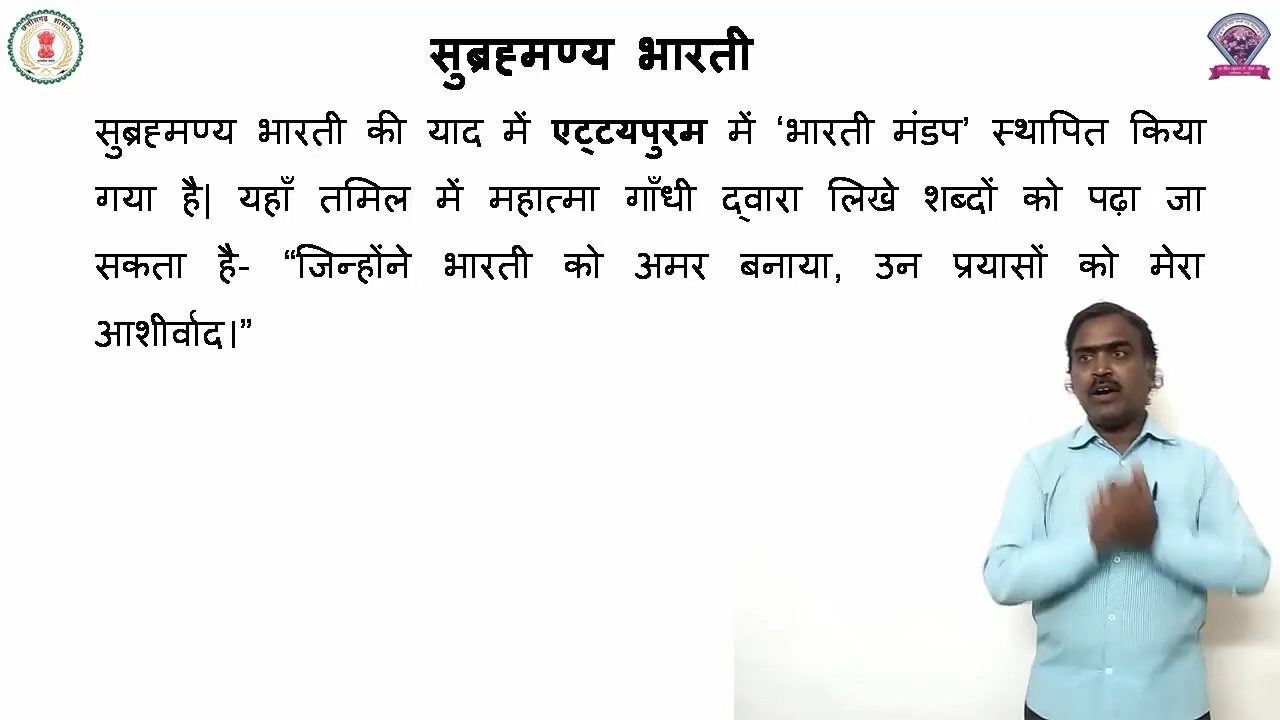 सुब्रह्मण्य भारती
सुब्रह्मण्य भारती की याद में एट्टयपुरम में ‘भारती मंडप’ स्थापित किया
गया है| यहाँ तमिल में महात्मा गाँधी द्वारा लिखे शब्दों को पढ़ा जा
सकता है- “जिन्होंने भारती को अमर बनाया, उन प्रयासों को मेरा
आशीर्वाद।”